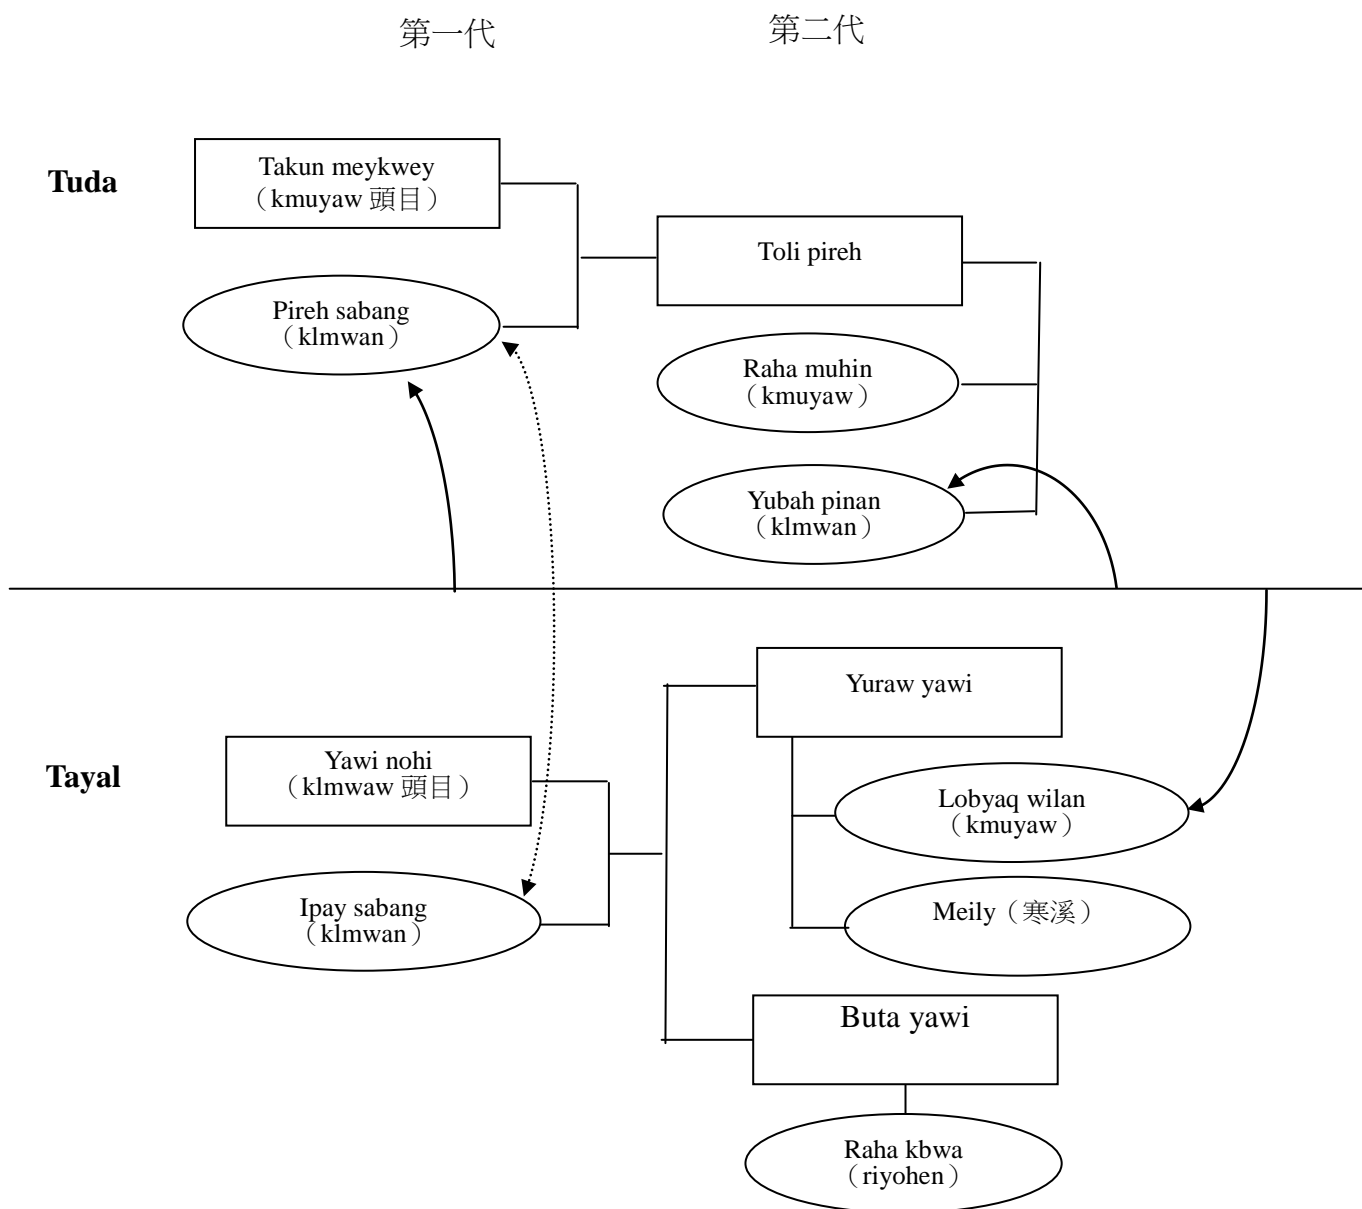 第一代
第二代
Tuda
Takun meykwey
（kmuyaw 頭目）
Toli pireh
Pireh sabang
（klmwan）
Raha muhin
（kmuyaw）
Yubah pinan
（klmwan）
Tayal
Yuraw yawi
Yawi nohi
（klmwaw 頭目）
Lobyaq wilan
（kmuyaw）
Ipay sabang
（klmwan）
Meily（寒溪）
Buta yawi
Raha kbwa
（riyohen）